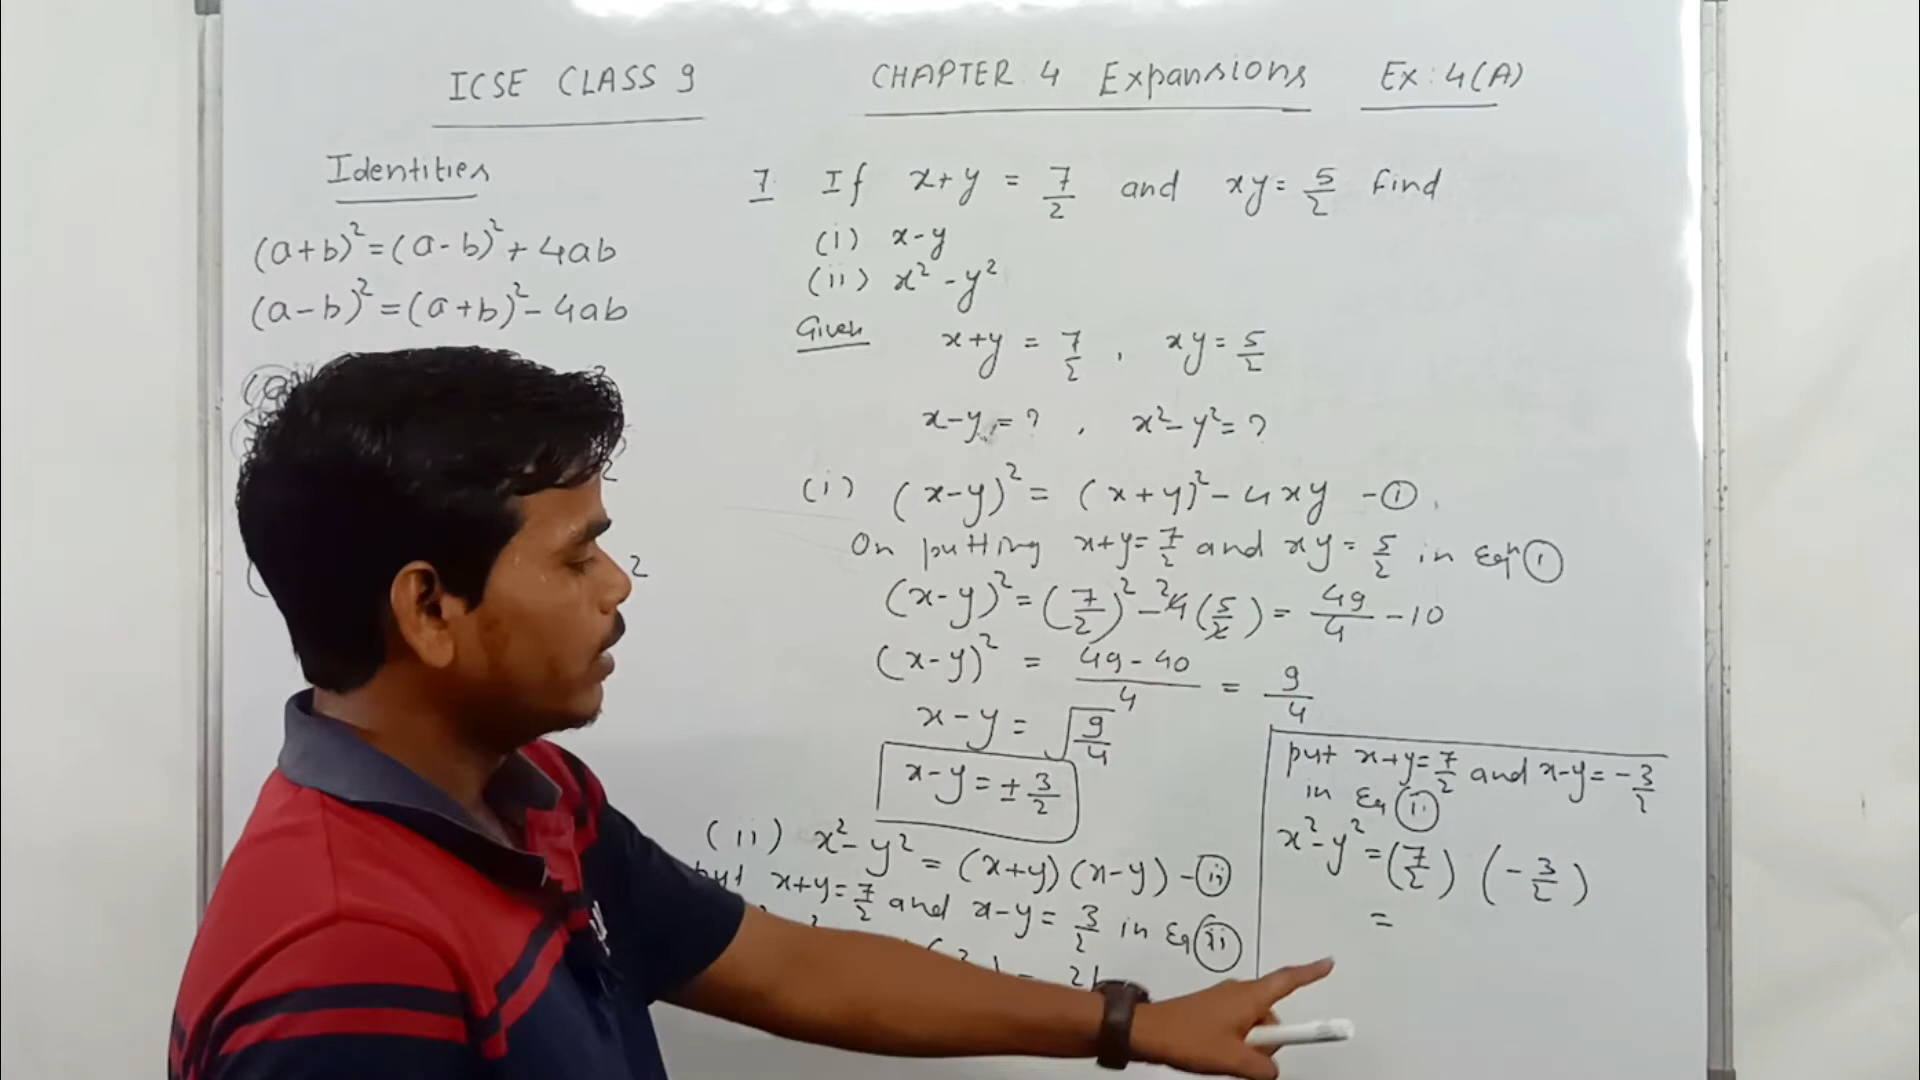 ICSE CLASS 9
CHAPTER 4 Expansions Ex: 4(A)
Identities
(a+b)² = (a-b)² + 4ab
(a-b)² = (a+b)² - 4ab
7 If x+y = 7/2 and xy = 5/2 find
(i) x-y
(ii) x² - y²
Given x+y = 7/2 , xy = 5/2
x-y = ? , x² - y² = ?
(i) (x-y)² = (x+y)² - 4xy - ①
On putting x+y = 7/2 and xy = 5/2 in Eqⁿ ①
(x-y)² = (7/2)² - 4(5/2) = 49/4 - 10
(x-y)² = 49-40/4 = 9/4
x-y = √9/4
x-y = ± 3/2
(ii) x² - y² = (x+y)(x-y) - ⓘⓘ
put x+y = 7/2 and x-y = 3/2 in Eq ⓘⓘ
put x+y = 7/2 and x-y = -3/2
in Eq ⓘⓘ
x² - y² = (7/2) (-3/2)
=